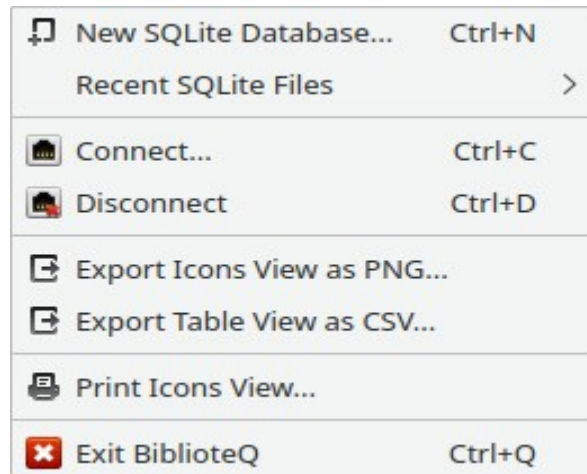 New SQLite Database... Ctrl+N
Recent SQLite Files
Connect... Ctrl+C
Disconnect Ctrl+D
Export Icons View as PNG...
Export Table View as CSV...
Print Icons View...
Exit BiblioteQ Ctrl+Q